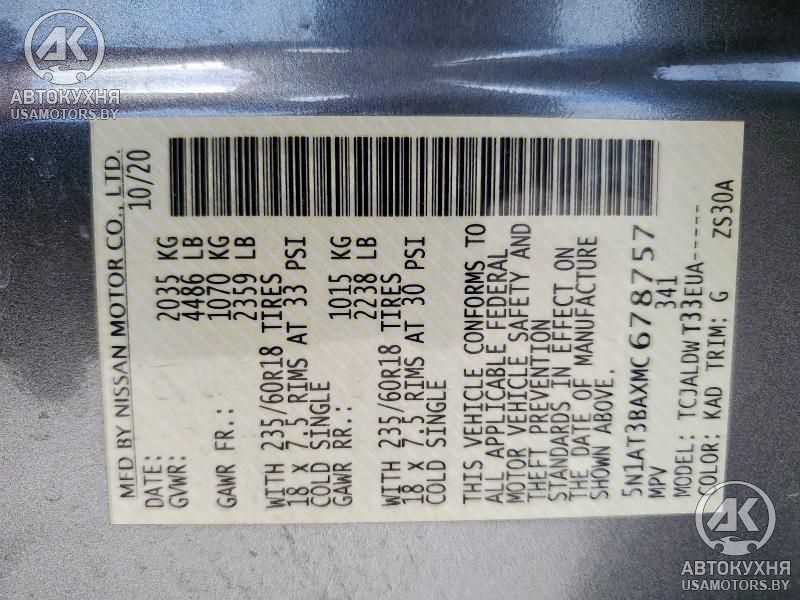 MFD BY NISSAN MOTOR CO., LTD.
DATE: 10/20
GVWR: 2035 KG
4486 LB
GAWR FR.: 1070 KG
2359 LB
WITH 235/60R18 TIRES
18 X 7.5 RIMS AT 33 PSI
COLD SINGLE
GAWR RR.: 1015 KG
2238 LB
WITH 235/60R18 TIRES
18 X 7.5 RIMS AT 30 PSI
COLD SINGLE
THIS VEHICLE CONFORMS TO
ALL APPLICABLE FEDERAL
MOTOR VEHICLE SAFETY AND
THEFT PREVENTION
STANDARDS IN EFFECT ON
THE DATE OF MANUFACTURE
SHOWN ABOVE.
5N1AT3BAXMC678757
MPV 341
MODEL: TCJALDWT33EUA-----
COLOR: KAD TRIM: G ZS30A
АК
АВТОКУХНЯ
USAMOTORS.BY
АК
АВТОКУХНЯ
USAMOTORS.BY